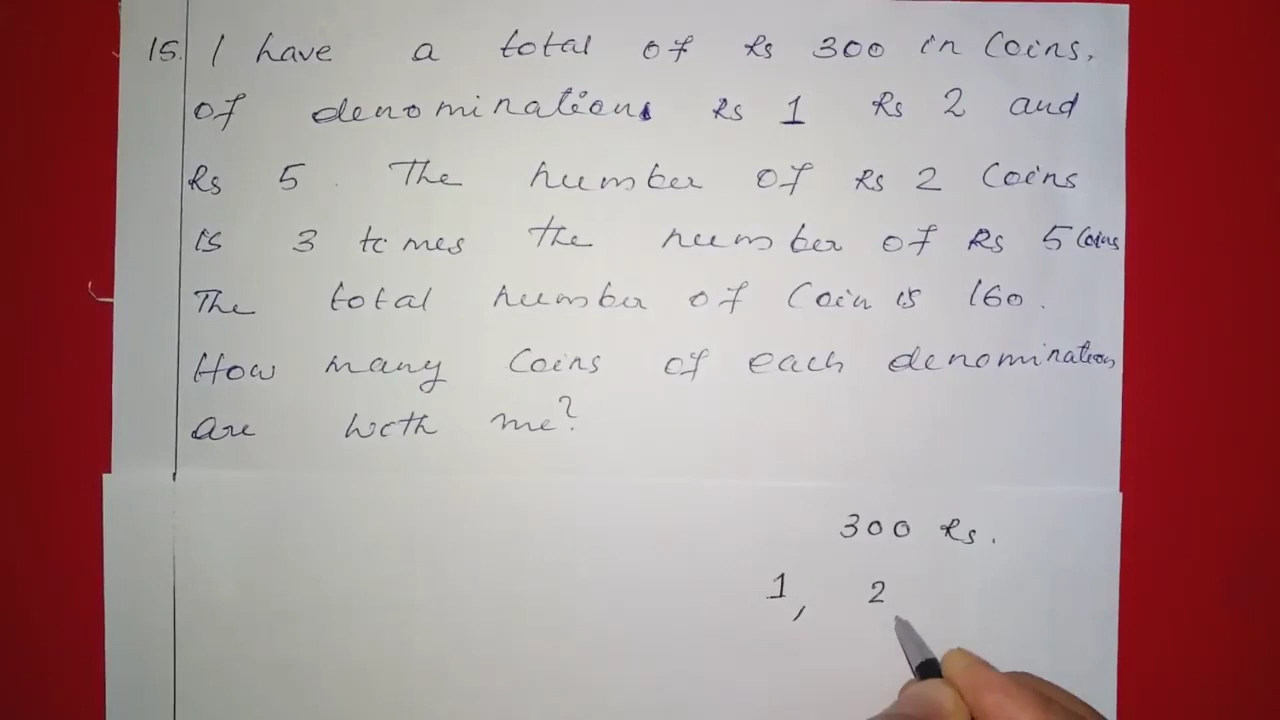 15. I have a total of Rs 300 in Coins,
of denominations Rs 1 Rs 2 and
Rs 5. The number of Rs 2 Coins
is 3 times the number of Rs 5 Coins
The total number of Coin is 160.
How many Coins of each denomination
are with me?
300 Rs.
1, 2